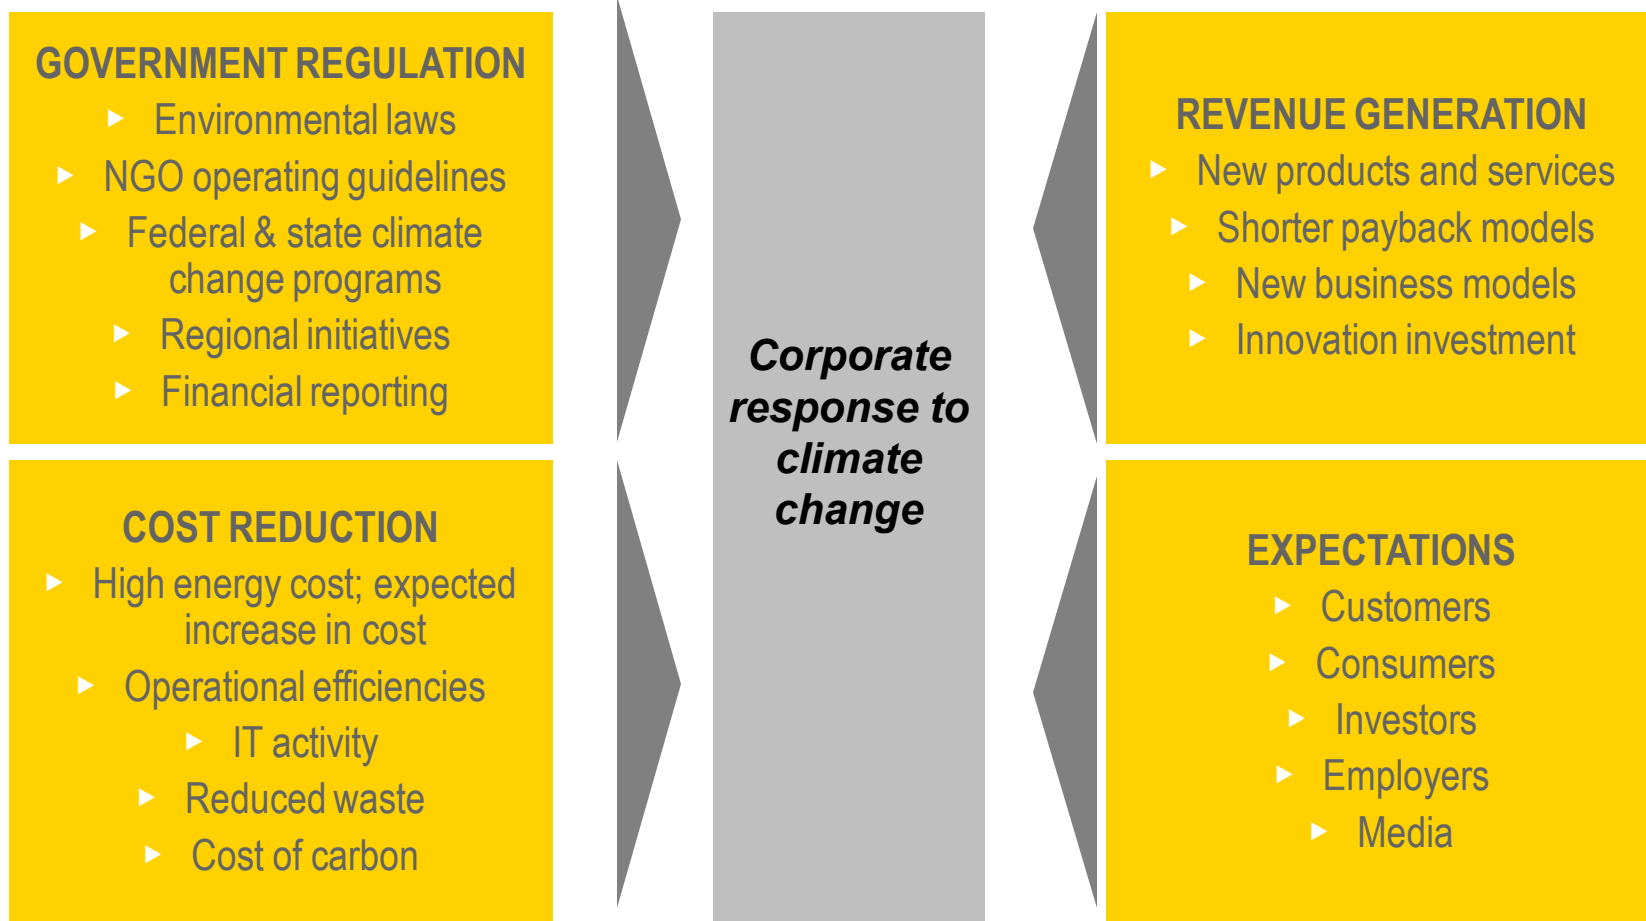 GOVERNMENT REGULATION
Environmental laws
NGO operating guidelines
Federal & state climate
change programs
Regional initiatives
Financial reporting
COST REDUCTION
High energy cost; expected
increase in cost
Operational efficiencies
IT activity
Reduced waste
Cost of carbon
Corporate
response to
climate
change
REVENUE GENERATION
New products and services
Shorter payback models
New business models
Innovation investment
EXPECTATIONS
Customers
Consumers
Investors
Employers
Media